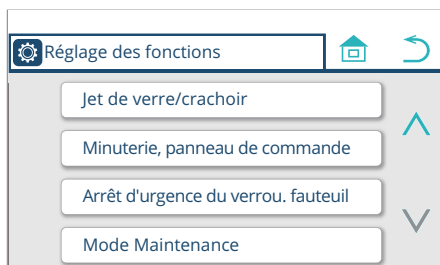 Réglage des fonctions
Jet de verre/crachoir
Minuterie, panneau de commande
Arrêt d'urgence du verrou. fauteuil
Mode Maintenance